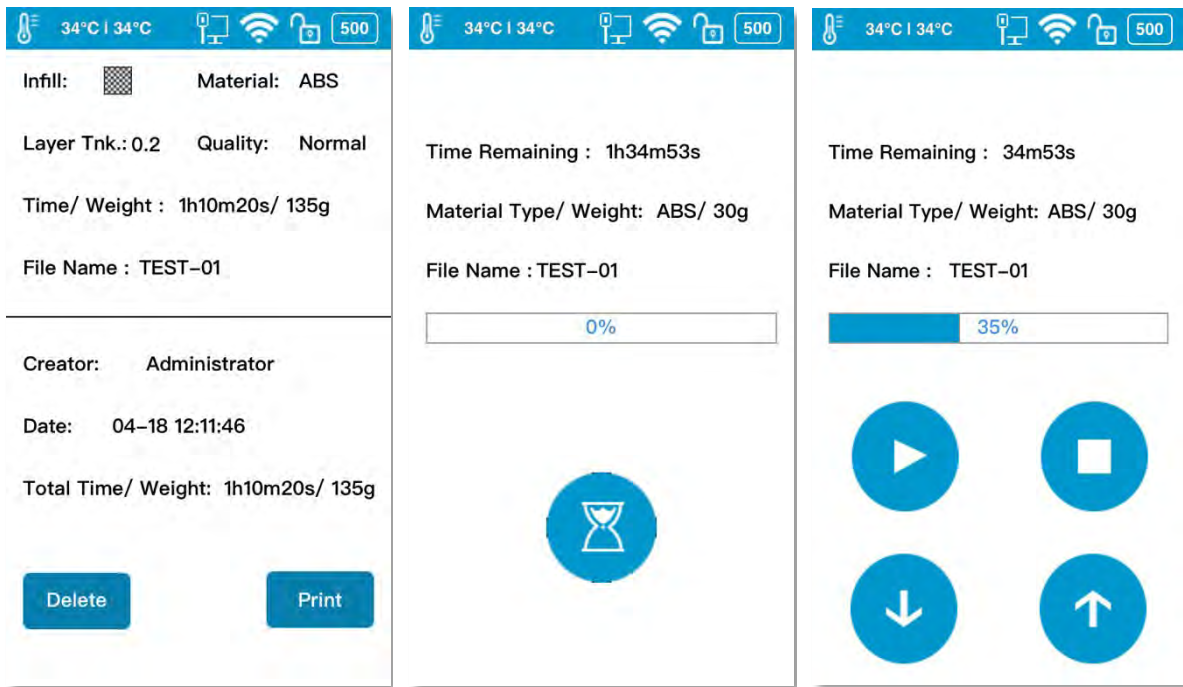 34°C | 34°C 500
Infill: Material: ABS
Layer Tnk.: 0.2 Quality: Normal
Time/ Weight : 1h10m20s/ 135g
File Name : TEST–01
Creator: Administrator
Date: 04–18 12:11:46
Total Time/ Weight: 1h10m20s/ 135g
Delete Print
34°C | 34°C 500
Time Remaining : 1h34m53s
Material Type/ Weight: ABS/ 30g
File Name : TEST–01
0%
34°C | 34°C 500
Time Remaining : 34m53s
Material Type/ Weight: ABS/ 30g
File Name : TEST–01
35%